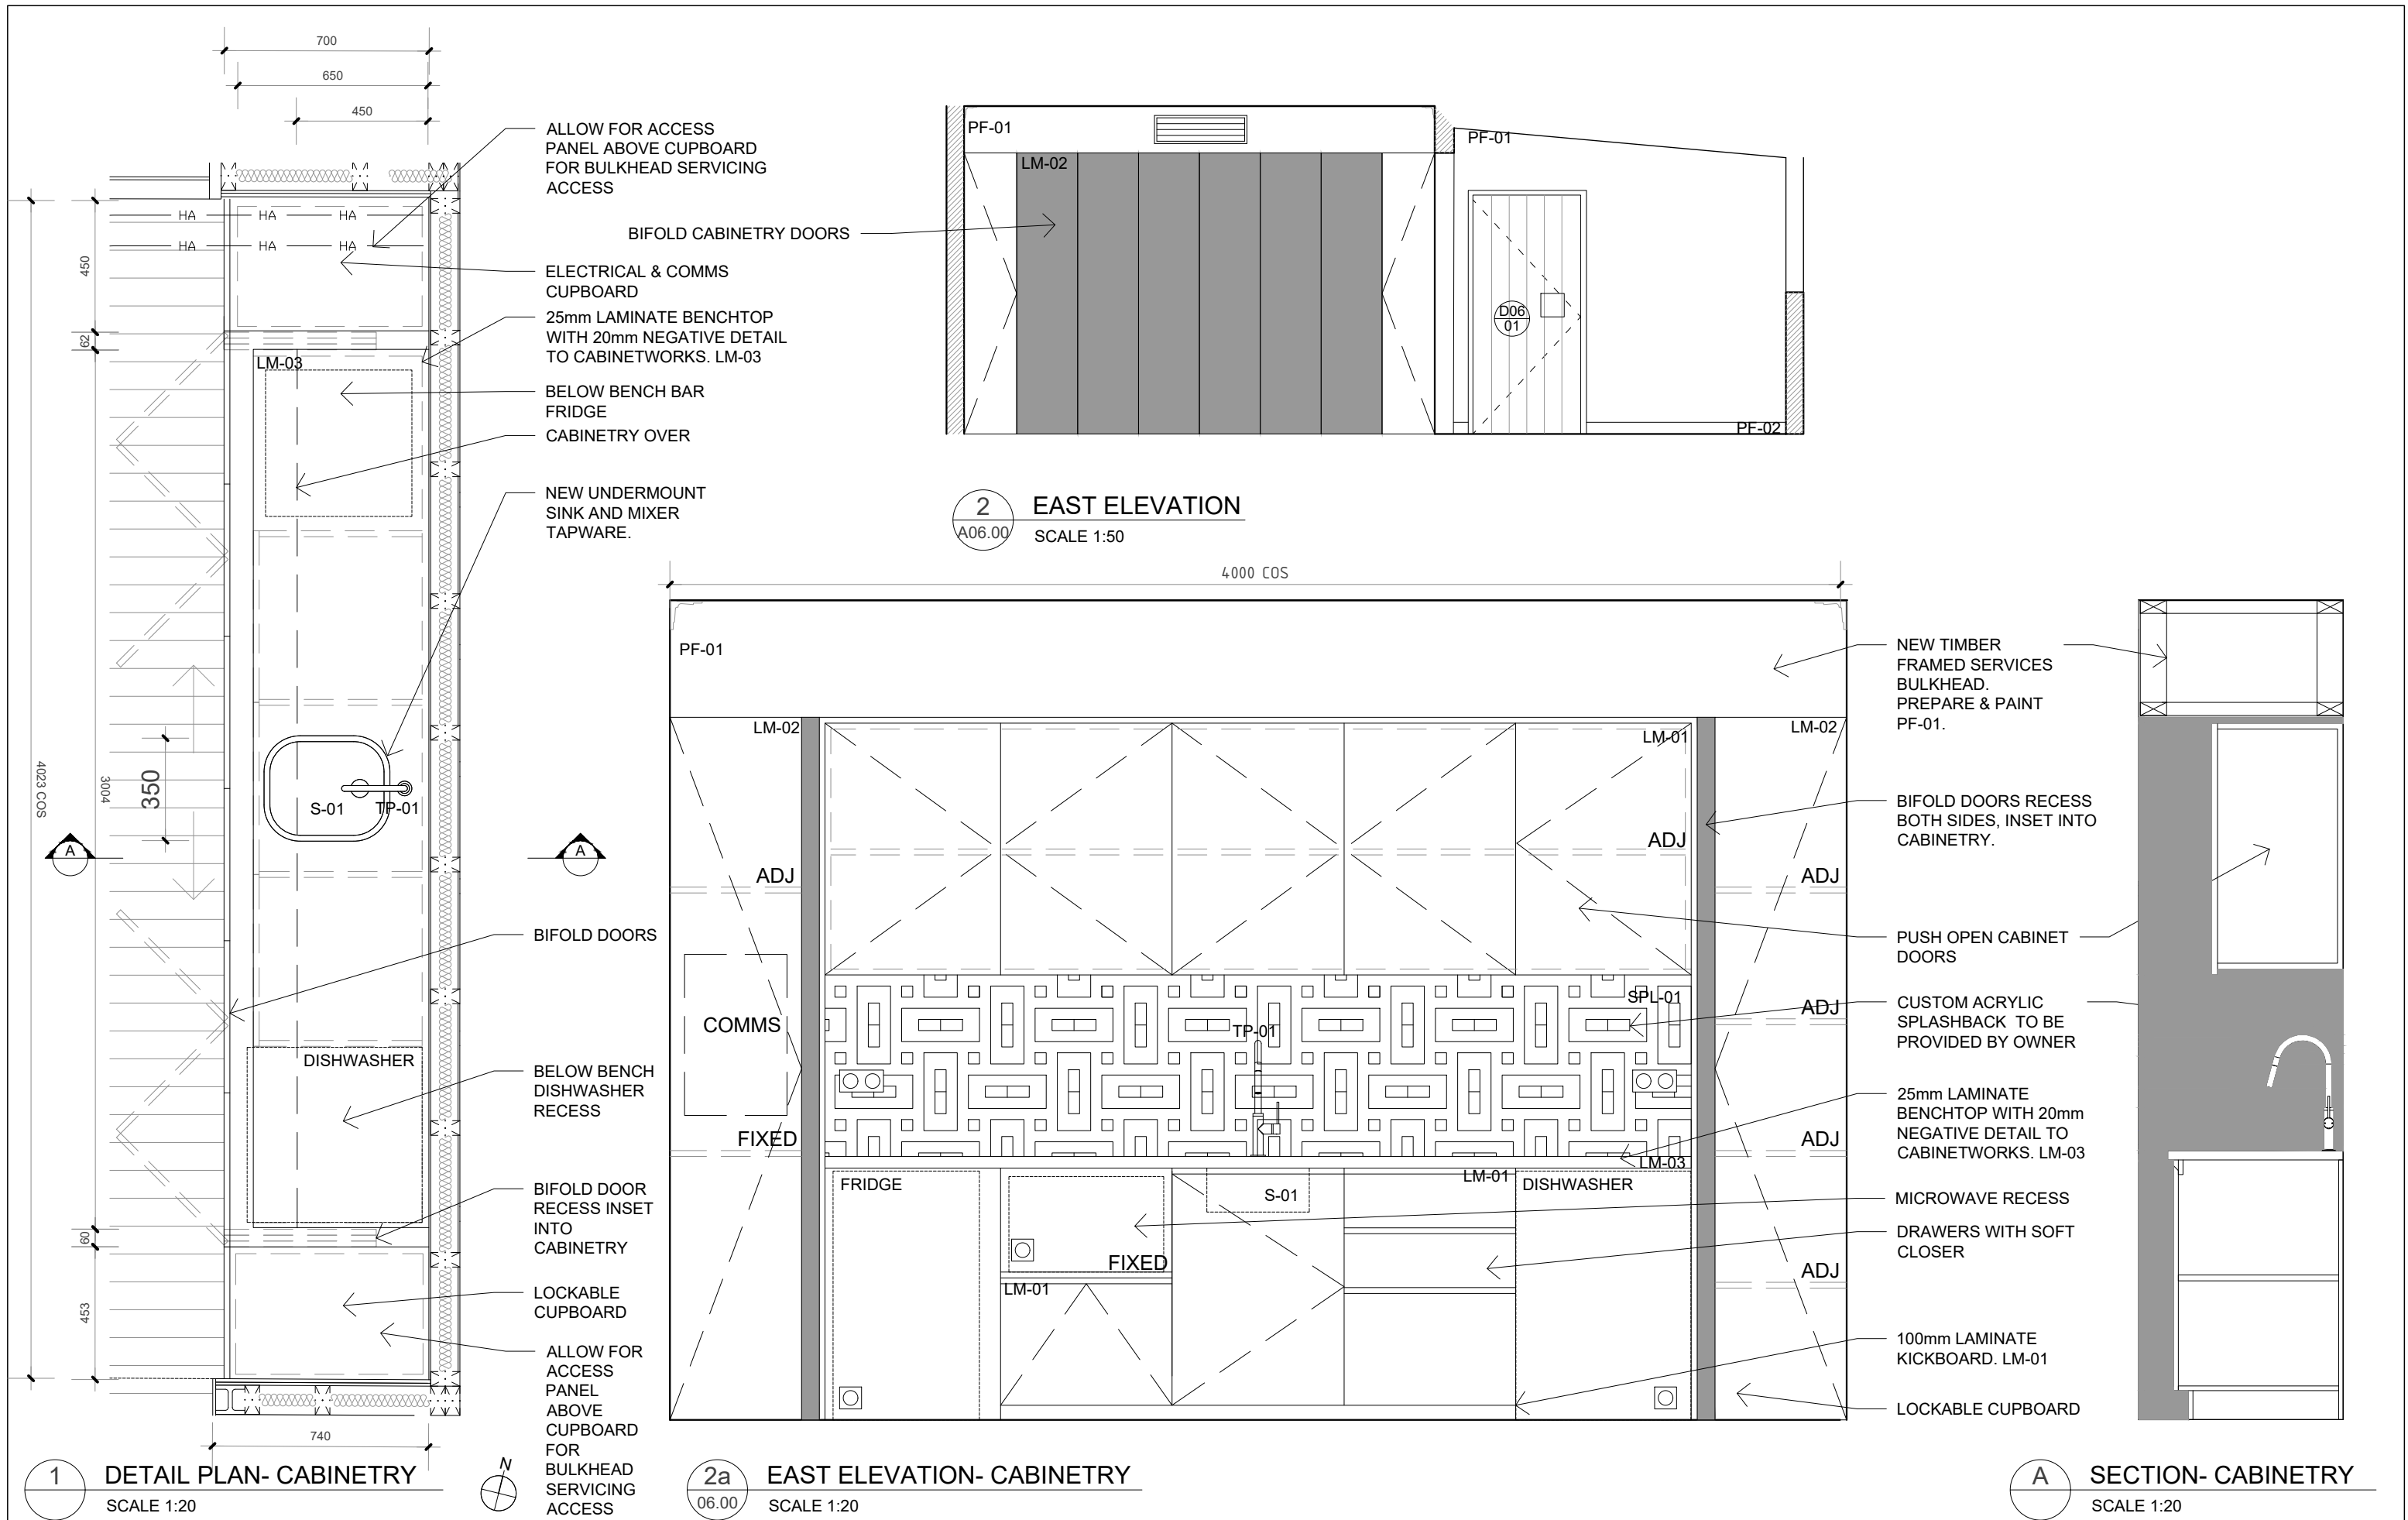 700
650
450
ALLOW FOR ACCESS
PANEL ABOVE CUPBOARD
FOR BULKHEAD SERVICING
ACCESS
HA HA HA
HA HA HA
ELECTRICAL & COMMS
CUPBOARD
25mm LAMINATE BENCHTOP
WITH 20mm NEGATIVE DETAIL
TO CABINETWORKS. LM-03
LM-03
BELOW BENCH BAR
FRIDGE
CABINETRY OVER
NEW UNDERMOUNT
SINK AND MIXER
TAPWARE.
450
62
4023 COS
3004
350
S-01
TP-01
A
A
BIFOLD DOORS
DISHWASHER
BELOW BENCH
DISHWASHER
RECESS
BIFOLD DOOR
RECESS INSET
INTO
CABINETRY
60
453
LOCKABLE
CUPBOARD
ALLOW FOR
ACCESS
PANEL
ABOVE
CUPBOARD
FOR
BULKHEAD
SERVICING
ACCESS
740
1
DETAIL PLAN- CABINETRY
SCALE 1:20
N
PF-01
PF-01
LM-02
BIFOLD CABINETRY DOORS
D06
01
PF-02
2
A06.00
EAST ELEVATION
SCALE 1:50
4000 COS
PF-01
LM-02
LM-01
LM-02
ADJ
ADJ
ADJ
COMMS
SPL-01
TP-01
ADJ
FIXED
ADJ
LM-03
FRIDGE
S-01
LM-01
DISHWASHER
FIXED
LM-01
ADJ
NEW TIMBER
FRAMED SERVICES
BULKHEAD.
PREPARE & PAINT
PF-01.
BIFOLD DOORS RECESS
BOTH SIDES, INSET INTO
CABINETRY.
PUSH OPEN CABINET
DOORS
CUSTOM ACRYLIC
SPLASHBACK TO BE
PROVIDED BY OWNER
25mm LAMINATE
BENCHTOP WITH 20mm
NEGATIVE DETAIL TO
CABINETWORKS. LM-03
MICROWAVE RECESS
DRAWERS WITH SOFT
CLOSER
100mm LAMINATE
KICKBOARD. LM-01
LOCKABLE CUPBOARD
2a
06.00
EAST ELEVATION- CABINETRY
SCALE 1:20
A
SECTION- CABINETRY
SCALE 1:20